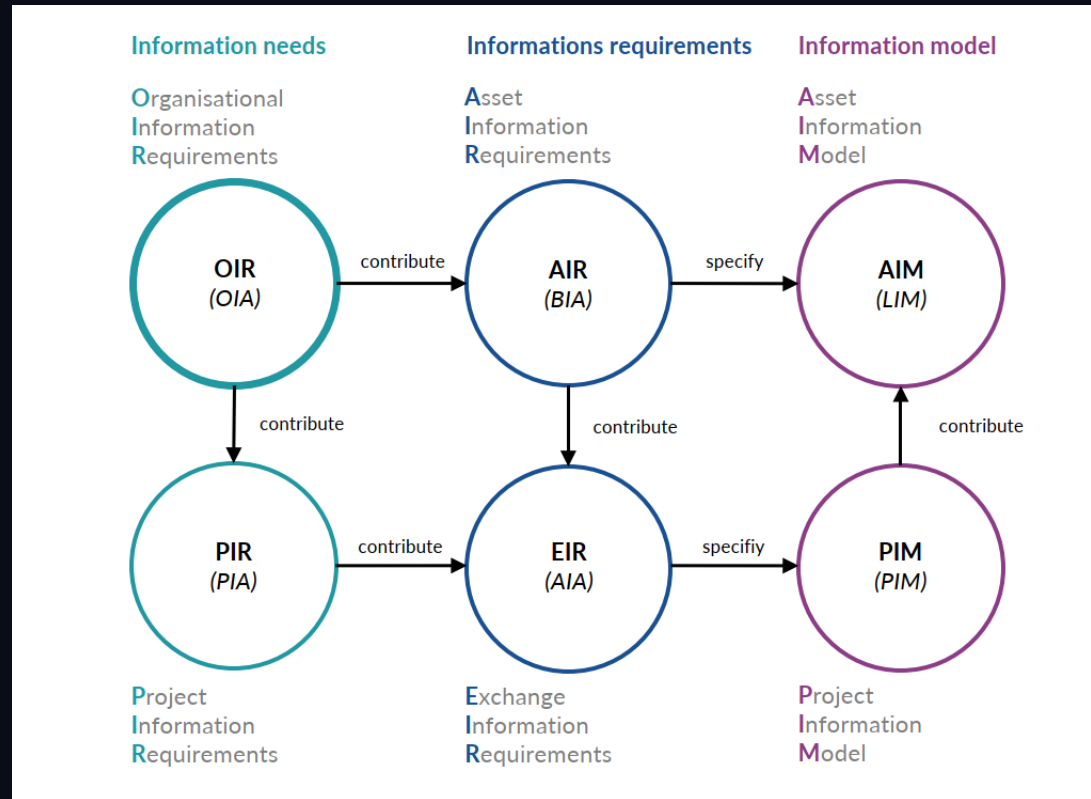 Information needs
Informations requirements
Information model
Organisational
Information
Requirements
Asset
Information
Requirements
Asset
Information
Model
OIR
(OIA)
contribute
AIR
(BIA)
specify
AIM
(LIM)
contribute
contribute
contribute
PIR
(PIA)
contribute
EIR
(AIA)
specifiy
PIM
(PIM)
Project
Information
Requirements
Exchange
Information
Requirements
Project
Information
Model